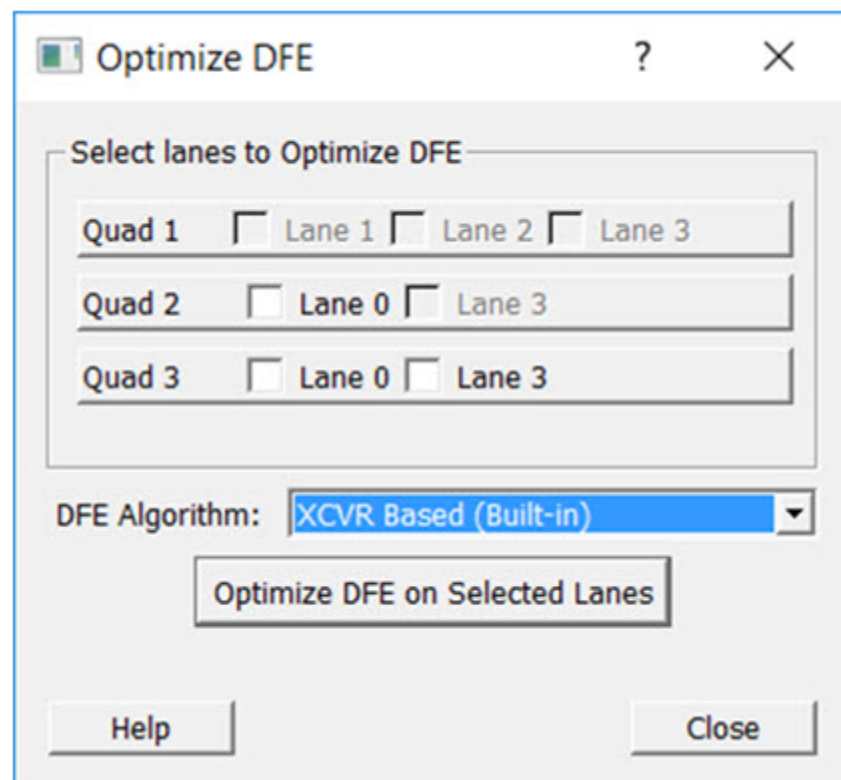 Optimize DFE ?
Select lanes to Optimize DFE
Quad 1 Lane 1 Lane 2 Lane 3
Quad 2 Lane 0 Lane 3
Quad 3 Lane 0 Lane 3
DFE Algorithm: XCVR Based (Built-in)
Optimize DFE on Selected Lanes
Help Close